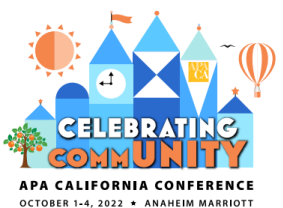 APA
CA
CELEBRATING
COMMUNITY
APA CALIFORNIA CONFERENCE
OCTOBER 1-4, 2022 ★ ANAHEIM MARRIOTT